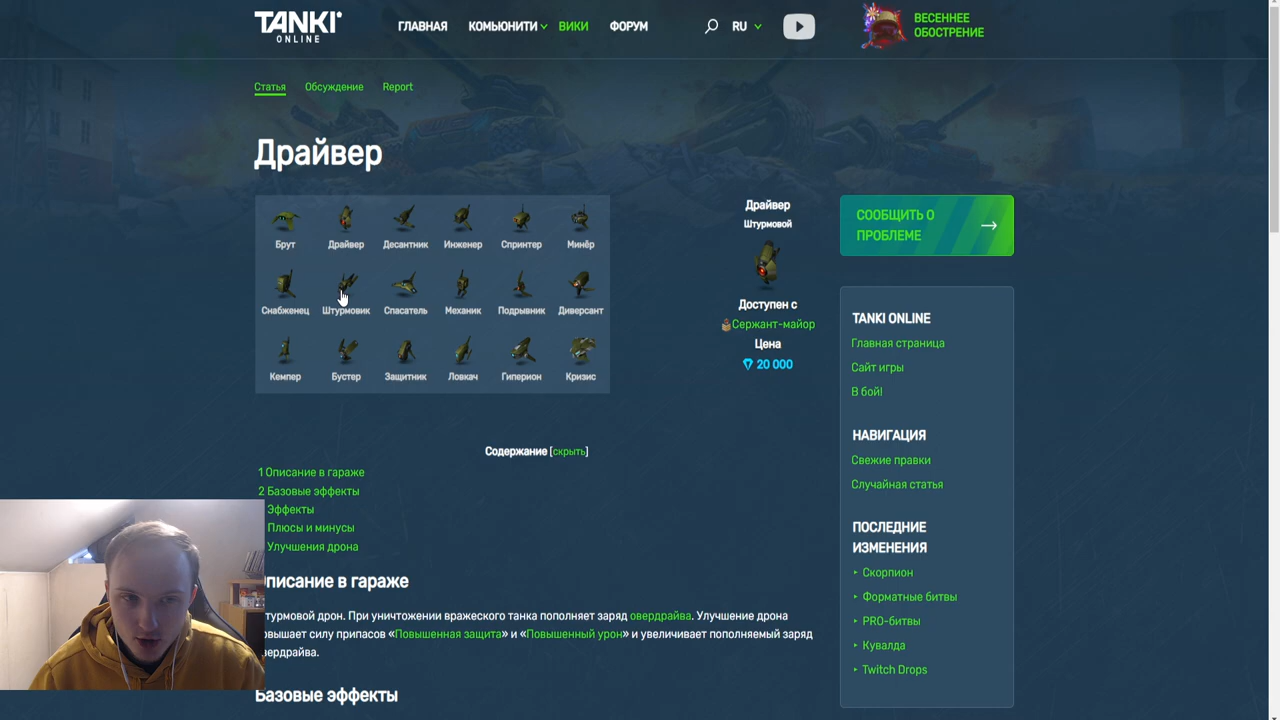 TANKI
ONLINE
ГЛАВНАЯ
КОМЬЮНИТИ
ВИКИ
ФОРУМ
RU
ВЕСЕННЕЕ
ОБОСТРЕНИЕ
Статья
Обсуждение
Report
Драйвер
Брут
Драйвер
Десантник
Инженер
Спринтер
Минёр
Снабженец
Штурмовик
Спасатель
Механик
Подрывник
Диверсант
Кемпер
Бустер
Защитник
Ловкач
Гиперион
Кризис
Драйвер
Штурмовой
Доступен с
Сержант-майор
Цена
20 000
СООБЩИТЬ О
ПРОБЛЕМЕ
TANKI ONLINE
Главная страница
Сайт игры
В бой!
НАВИГАЦИЯ
Свежие правки
Случайная статья
ПОСЛЕДНИЕ
ИЗМЕНЕНИЯ
Скорпион
Форматные битвы
PRO-битвы
Кувалда
Twitch Drops
Содержание [скрыть]
1 Описание в гараже
2 Базовые эффекты
Эффекты
Плюсы и минусы
Улучшения дрона
писание в гараже
турмовой дрон. При уничтожении вражеского танка пополняет заряд овердрайва. Улучшение дрона
овышает силу припасов «Повышенная защита» и «Повышенный урон» и увеличивает пополняемый заряд
вердрайва.
Базовые эффекты